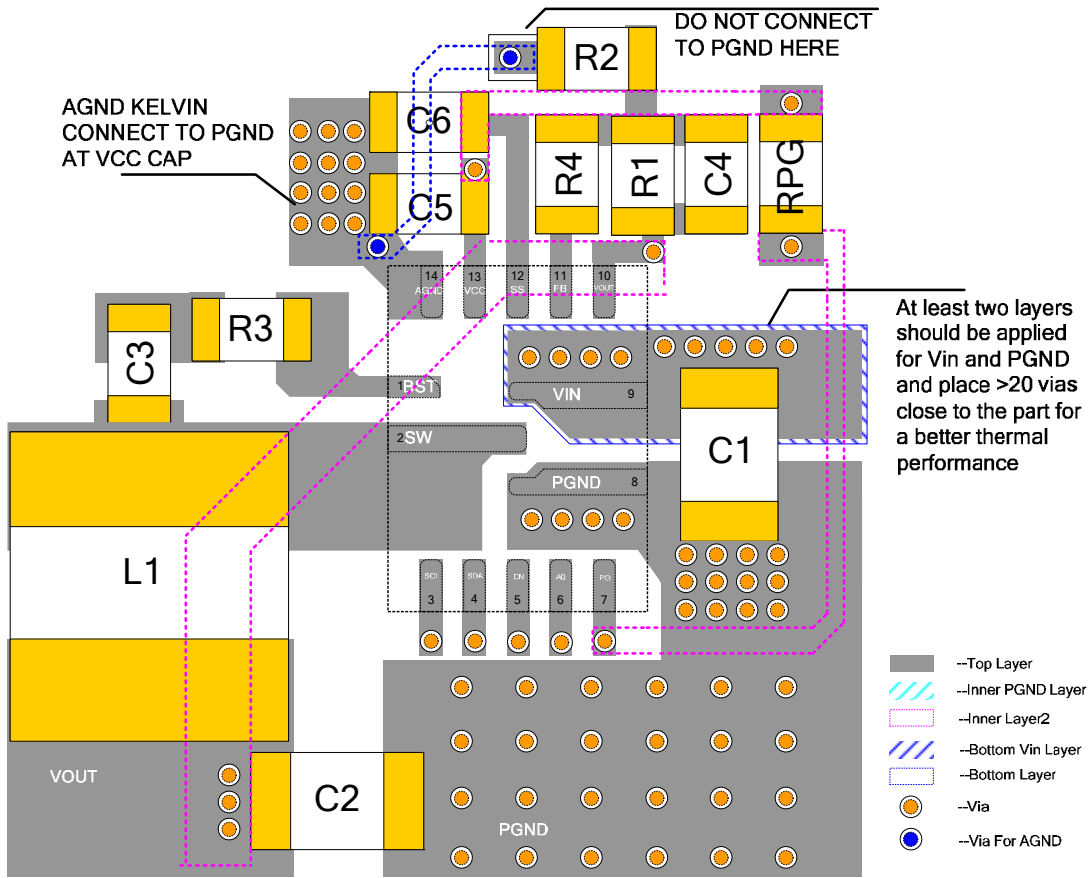 DO NOT CONNECT
TO PGND HERE
R2
AGND KELVIN
CONNECT TO PGND
AT VCC CAP
C6
C5
R4
R1
C4
RPG
14
AGND
13
VCC
12
SS
11
FB
10
VOUT
At least two layers
should be applied
for Vin and PGND
and place >20 vias
close to the part for
a better thermal
performance
R3
C3
1
RST
VIN
9
2
SW
C1
PGND
8
L1
SCL
3
SDA
4
EN
5
A0
6
PG
7
--Top Layer
--Inner PGND Layer
--Inner Layer2
--Bottom Vin Layer
--Bottom Layer
--Via
--Via For AGND
VOUT
C2
PGND